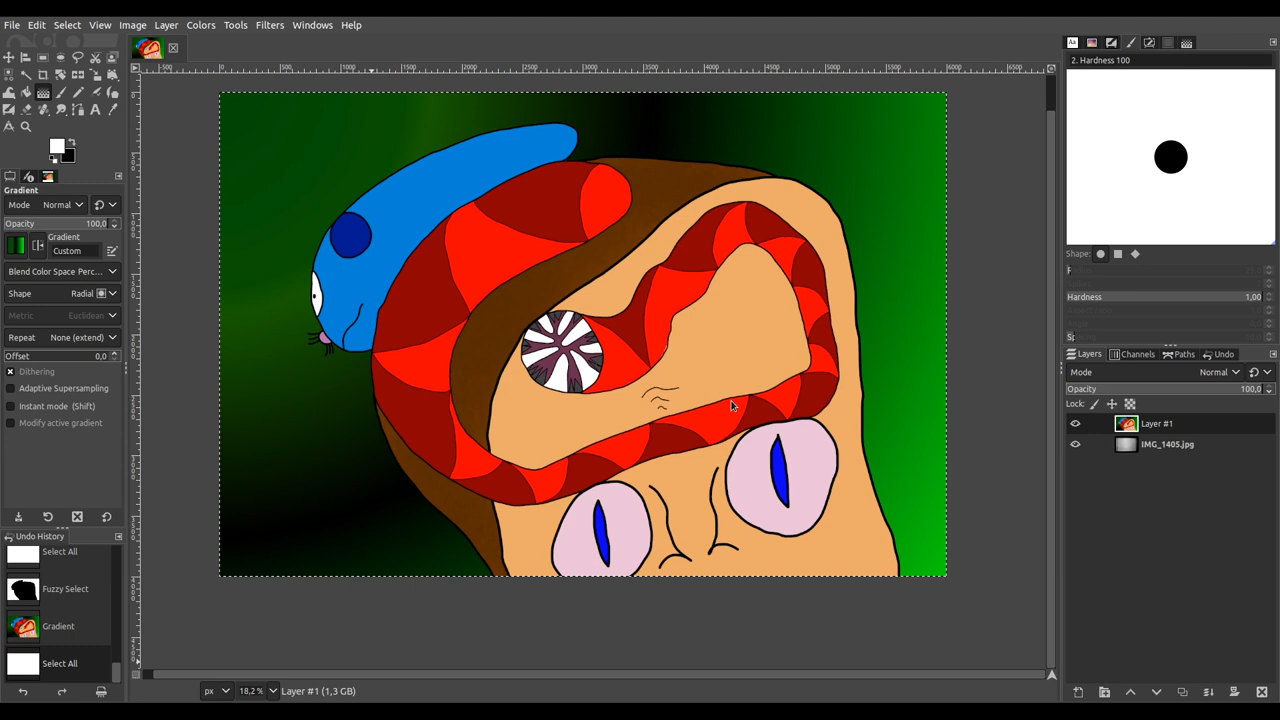 File Edit Select View Image Layer Colors Tools Filters Windows Help
2. Hardness 100
Gradient
Mode Normal
Opacity 100,0
Gradient
Custom
Blend Color Space Perc...
Shape Radial
Metric Euclidean
Repeat None (extend)
Offset 0,0
Dithering
Adaptive Supersampling
Instant mode (Shift)
Modify active gradient
Undo History
Select All
Fuzzy Select
Gradient
Select All
px 18,2 % Layer #1 (1,3 GB)
Shape:
Hardness 1,00
Layers Channels Paths Undo
Mode Normal
Opacity 100,0
Lock:
Layer #1
IMG_1405.jpg